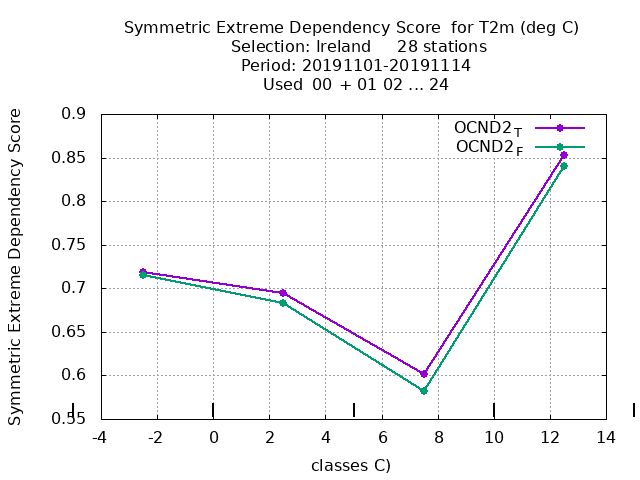 Symmetric Extreme Dependency Score  for T2m (deg C)
Selection: Ireland     28 stations
Period: 20191101-20191114
Used  00 + 01 02 ... 24
Symmetric Extreme Dependency Score
0.9
0.85
0.8
0.75
0.7
0.65
0.6
0.55
OCND2T
OCND2F
-4 -2 0 2 4 6 8 10 12 14
classes C)